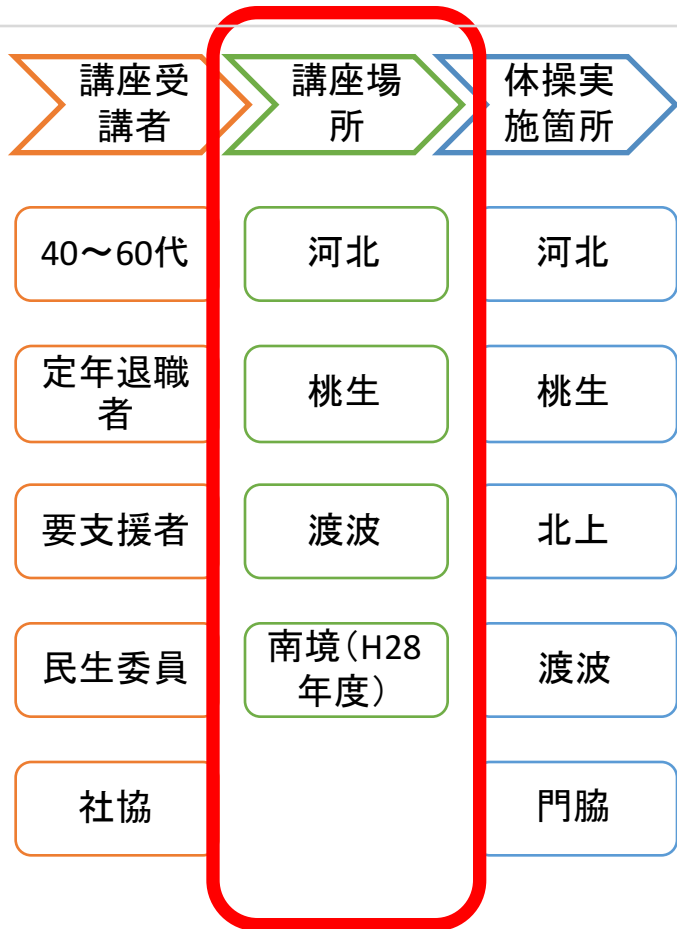 講座受
講者
講座場
所
体操実
施箇所
40～60代
河北
河北
定年退職
者
桃生
桃生
要支援者
渡波
北上
民生委員
南境（H28
年度）
渡波
社協
門脇